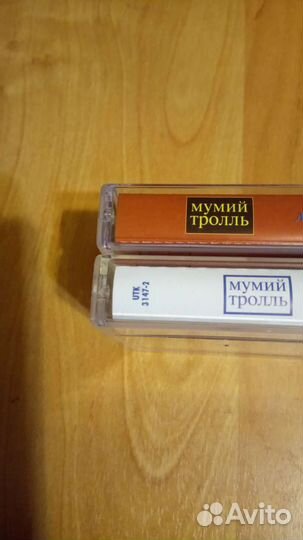 мумий
тролль
UTK
3147-2
мумий
тролль
Avito